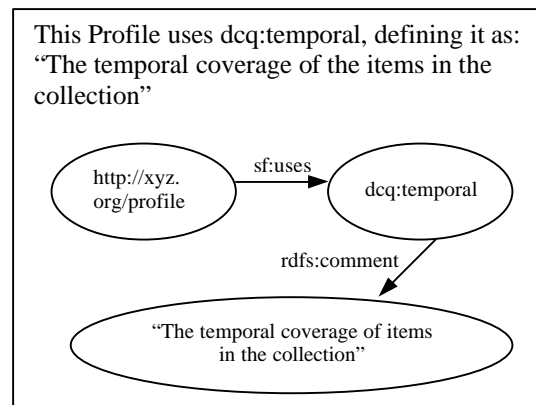 This Profile uses dcq:temporal, defining it as:
“The temporal coverage of the items in the
collection”
http://xyz.
org/profile
sf:uses
dcq:temporal
rdfs:comment
“The temporal coverage of items
in the collection”